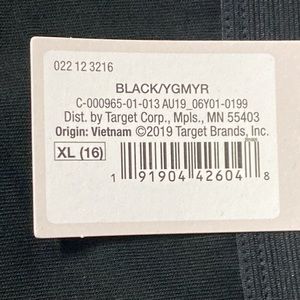 022 12 3216
BLACK/YGMYR
C-000965-01-013 AU19_06Y01-0199
Dist. by Target Corp., Mpls., MN 55403
Origin: Vietnam ©2019 Target Brands, Inc.
XL (16)
1 91904 42604 8